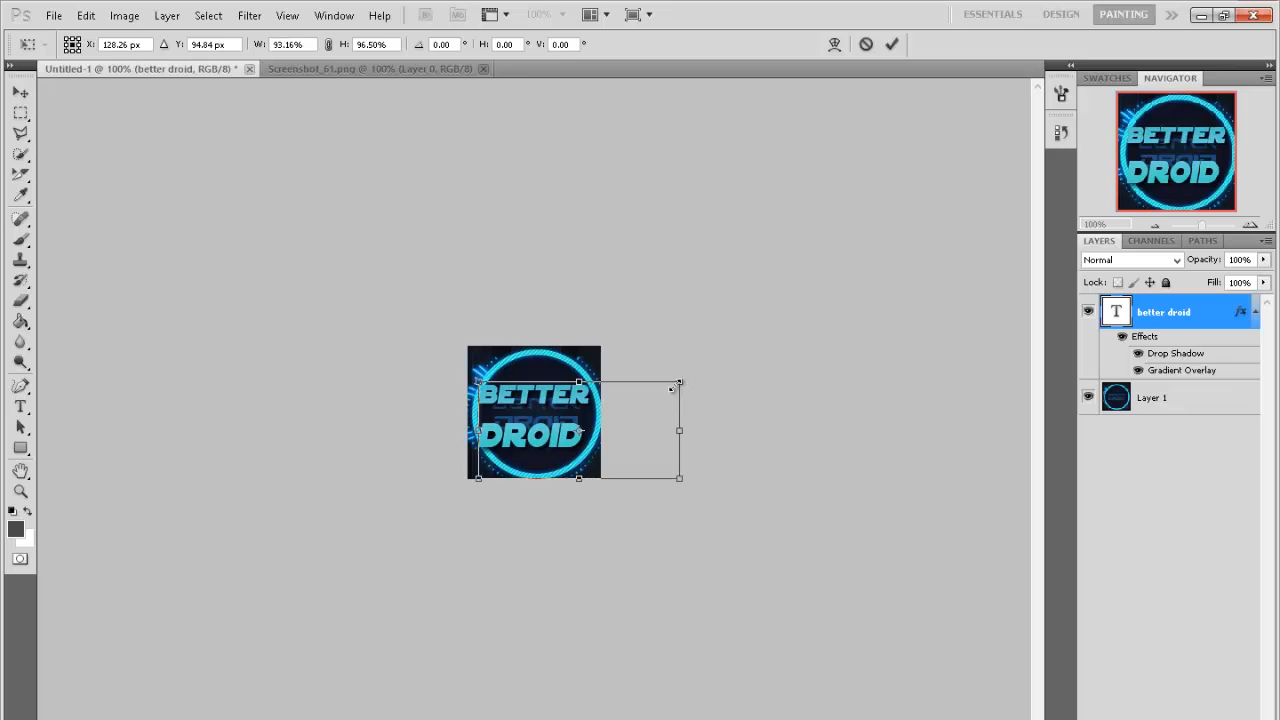 Ps File Edit Image Layer Select Filter View Window Help Br Mb 100% ESSENTIALS DESIGN PAINTING
X: 128.26 px Y: 94.84 px W: 93.16% H: 96.50% 0.00 ° H: 0.00 ° V: 0.00 °
Untitled-1 @ 100% (better droid, RGB/8) * Screenshot_61.png @ 100% (Layer 0, RGB/8)
SWATCHES NAVIGATOR
BETTER
DROID
100%
LAYERS CHANNELS PATHS
Normal Opacity: 100%
Lock: Fill: 100%
T better droid fx
Effects
Drop Shadow
Gradient Overlay
Layer 1
BETTER
DROID